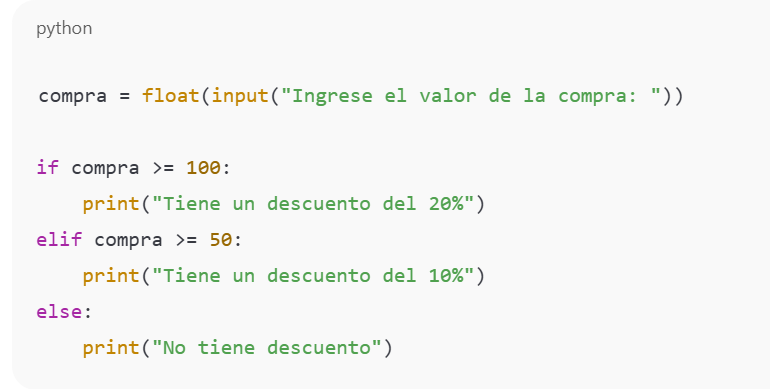 python
compra = float(input("Ingrese el valor de la compra: "))
if compra >= 100:
    print("Tiene un descuento del 20%")
elif compra >= 50:
    print("Tiene un descuento del 10%")
else:
    print("No tiene descuento")